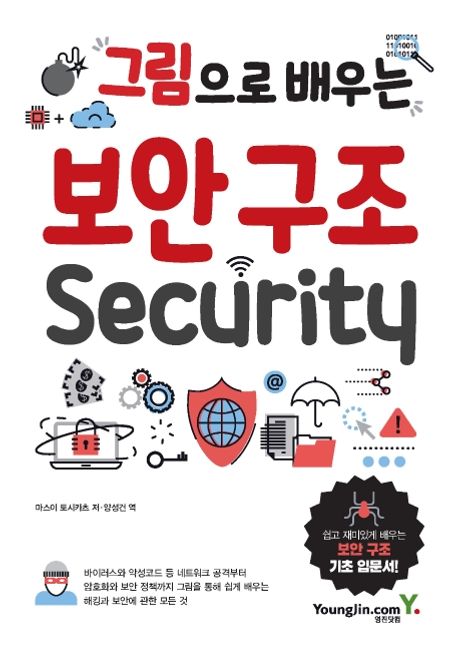 01001011
11010010
01010110
그림으로 배우는
+
보안 구조
Security
@
!
마스이 토시카츠 저·양성건 역
쉽고 재미있게 배우는
보안 구조
기초 입문서!
바이러스와 악성코드 등 네트워크 공격부터
암호화와 보안 정책까지 그림을 통해 쉽게 배우는
해킹과 보안에 관한 모든 것
YoungJin.com Y.
영진닷컴